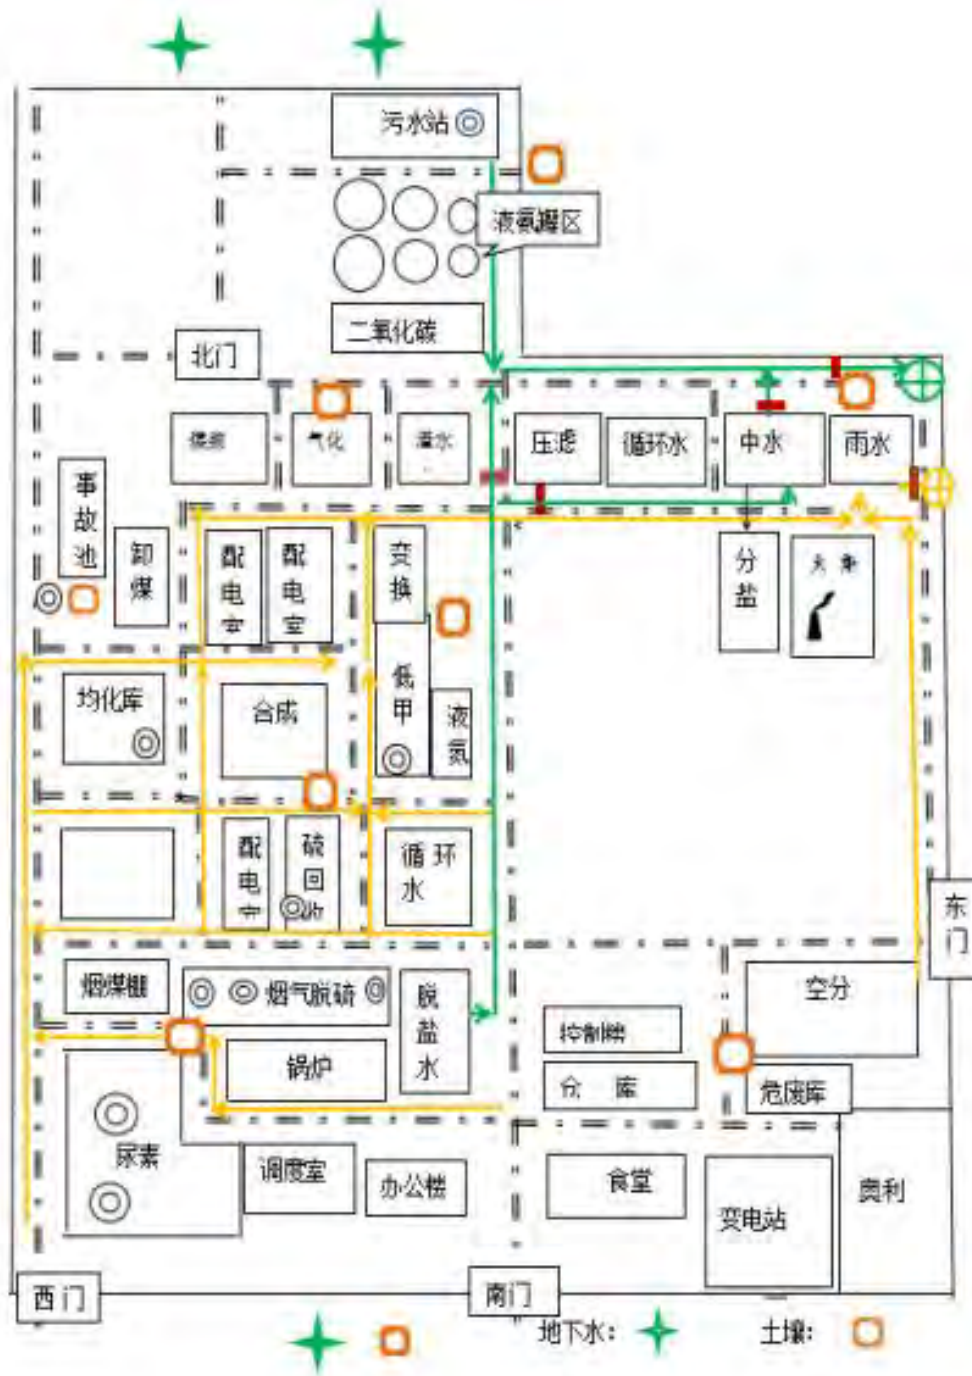 污水站
液氨罐区
二氧化碳
北门
气化
压滤
循环水
中水
雨水
事故池
卸煤
配电室
配电室
变换
分盐
火炬
低甲
液氮
均化库
合成
配电室
硫回收
循环水
东门
烟煤棚
烟气脱硫
脱盐水
空分
控制楼
锅炉
仓 库
危废库
尿素
调度室
办公楼
食堂
变电站
奥利
西门
南门
地下水:
土壤: